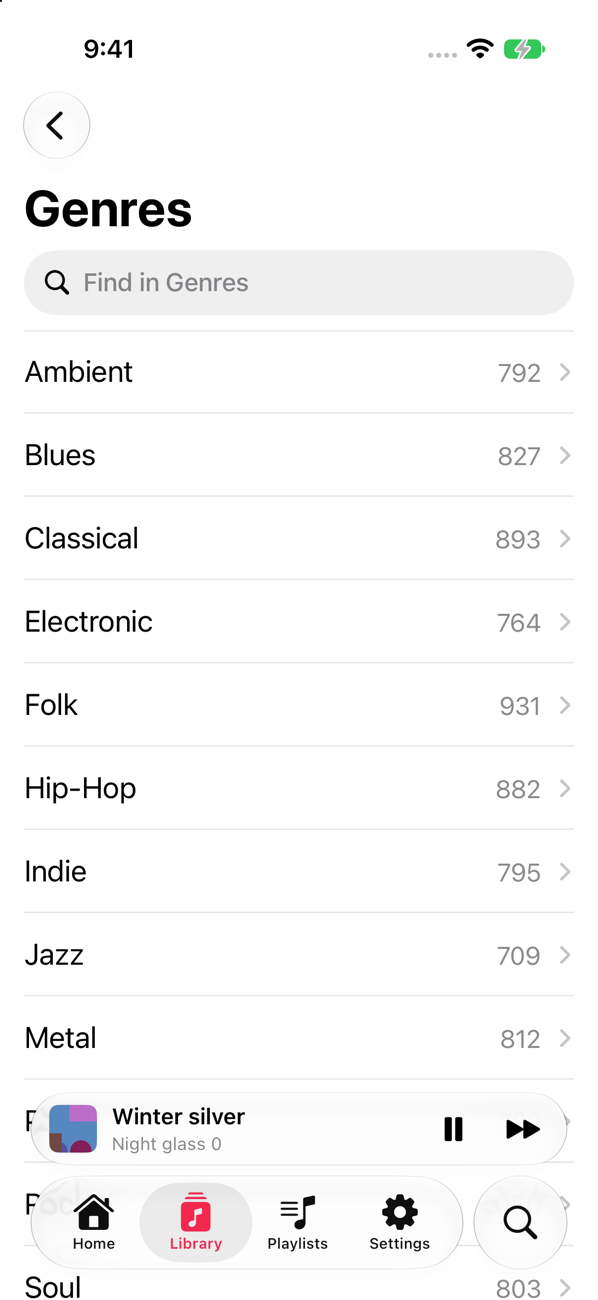 9:41
Genres
Find in Genres
Ambient 792
Blues 827
Classical 893
Electronic 764
Folk 931
Hip-Hop 882
Indie 795
Jazz 709
Metal 812
Winter silver
Night glass 0
Home Library Playlists Settings
Soul 803